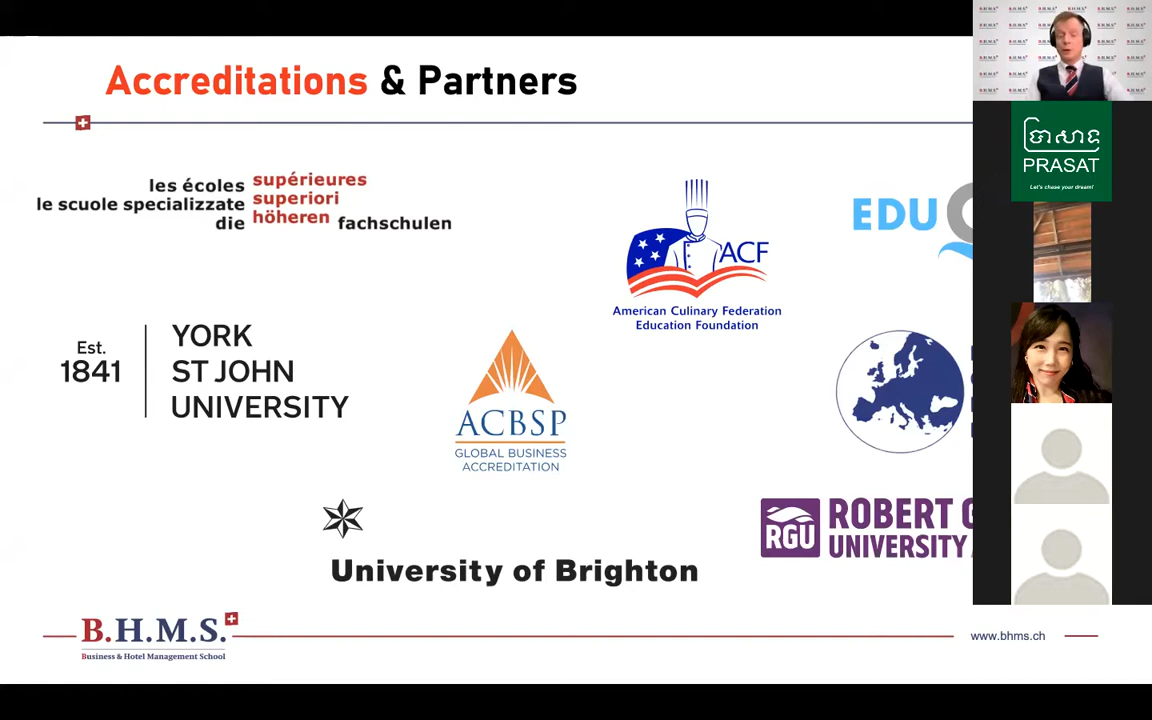 Accreditations & Partners
les écoles supérieures
le scuole specializzate superiori
die höheren fachschulen
ACF
American Culinary Federation
Education Foundation
EDU
Est.
1841
YORK
ST JOHN
UNIVERSITY
ACBSP
GLOBAL BUSINESS
ACCREDITATION
RGU
ROBERT
UNIVERSITY
University of Brighton
B.H.M.S.
Business & Hotel Management School
www.bhms.ch
ប្រាសាទ
PRASAT
Let's chase your dream!